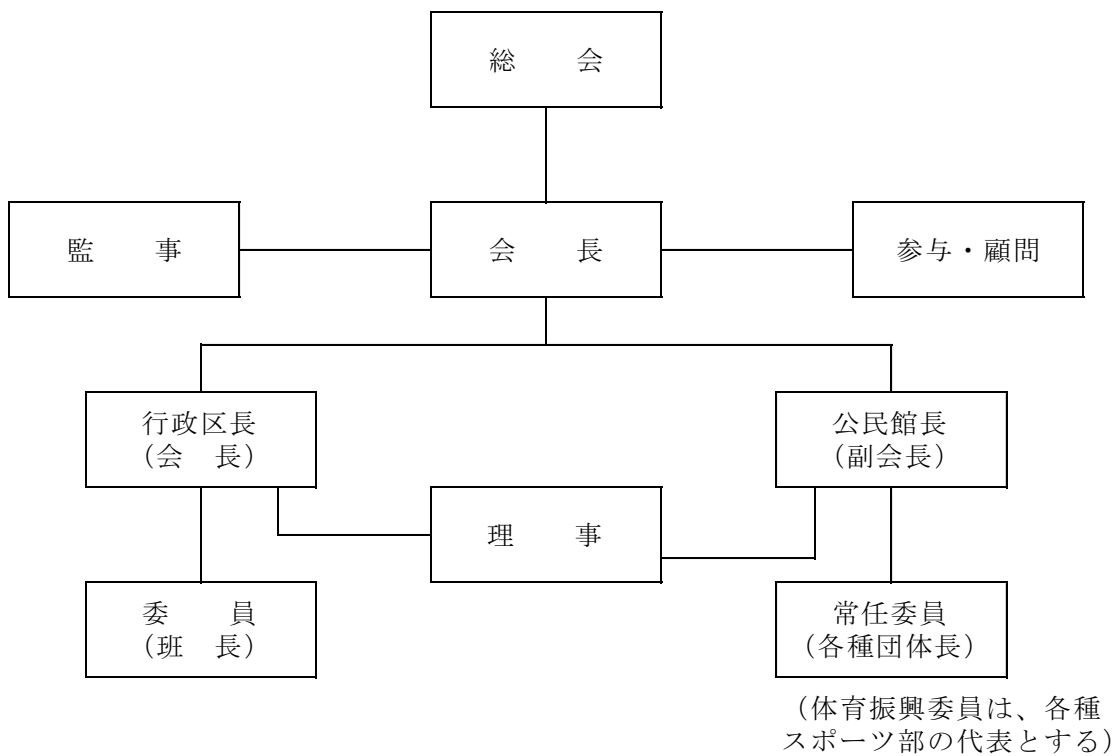 総　　会
監　　事
会　　長
参与・顧問
行政区長
（会　長）
公民館長
（副会長）
理　　事
委　　員
（班　長）
常任委員
（各種団体長）
（体育振興委員は、各種
スポーツ部の代表とする）